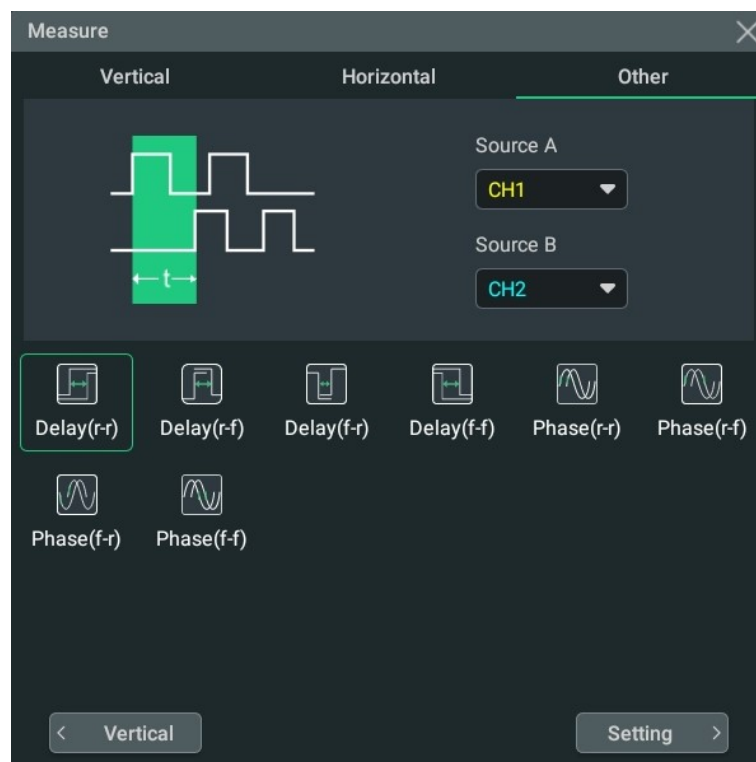 Measure
Vertical Horizontal Other
Source A
CH1
Source B
CH2
t
Delay(r-r) Delay(r-f) Delay(f-r) Delay(f-f) Phase(r-r) Phase(r-f)
Phase(f-r) Phase(f-f)
< Vertical Setting >